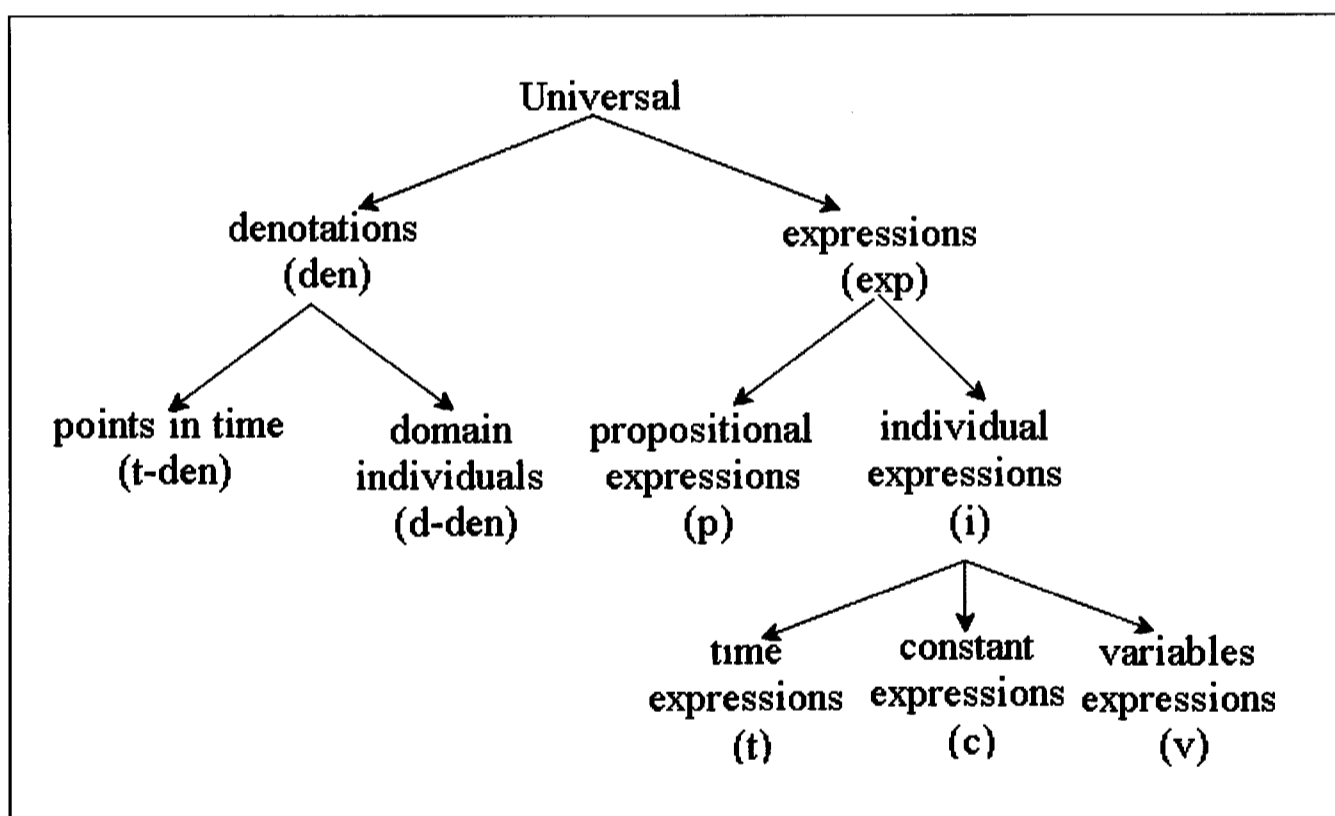 Universal
denotations
(den)
expressions
(exp)
points in time
(t-den)
domain
individuals
(d-den)
propositional
expressions
(p)
individual
expressions
(i)
time
expressions
(t)
constant
expressions
(c)
variables
expressions
(v)